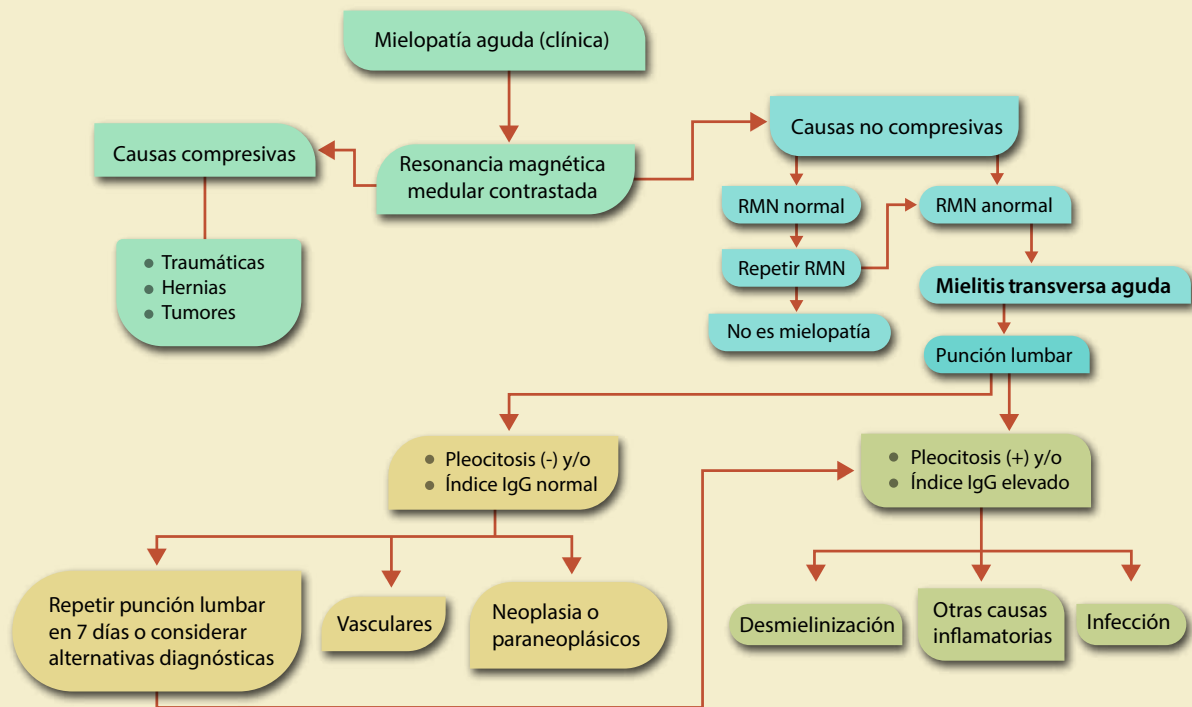 Mielopatía aguda (clínica)
Causas compresivas
Resonancia magnética
medular contrastada
Causas no compresivas
• Traumáticas
• Hernias
• Tumores
RMN normal
RMN anormal
Repetir RMN
Mielitis transversa aguda
No es mielopatía
Punción lumbar
• Pleocitosis (-) y/o
• Índice IgG normal
• Pleocitosis (+) y/o
• Índice IgG elevado
Repetir punción lumbar
en 7 días o considerar
alternativas diagnósticas
Vasculares
Neoplasia o
paraneoplásicos
Desmielinización
Otras causas
inflamatorias
Infección